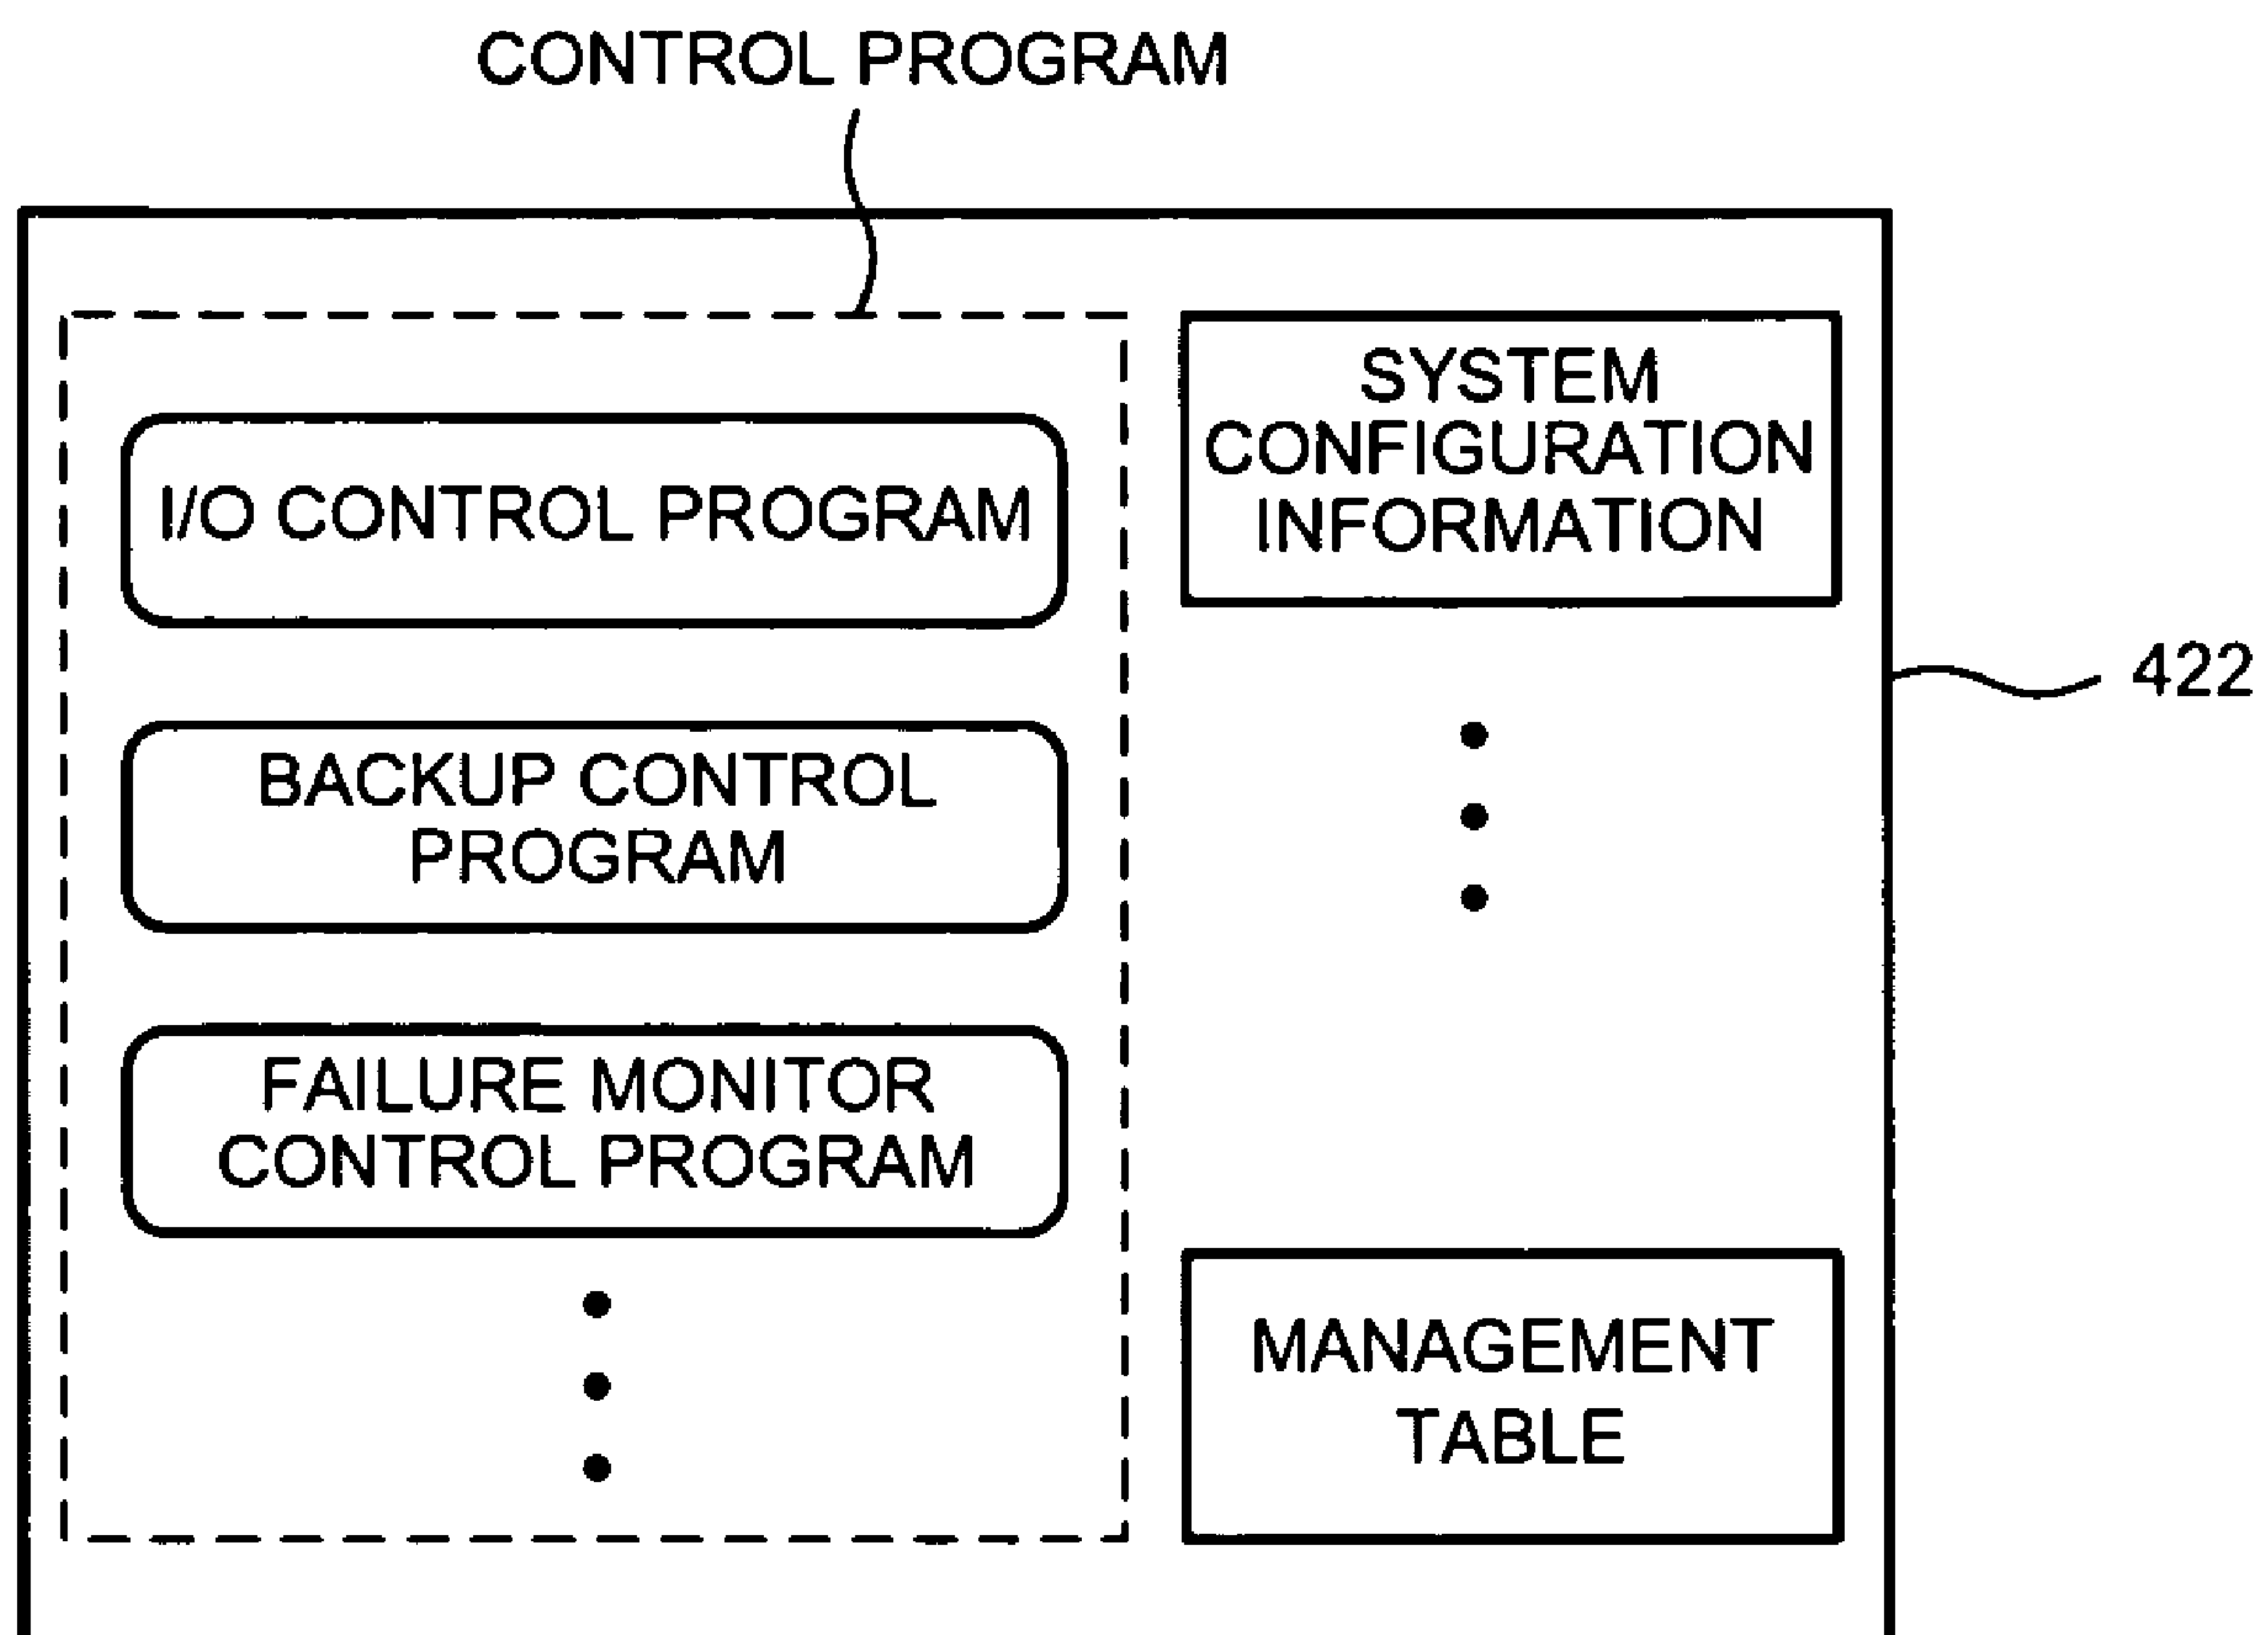 CONTROL PROGRAM
I/O CONTROL PROGRAM
BACKUP CONTROL
PROGRAM
FAILURE MONITOR
CONTROL PROGRAM
SYSTEM
CONFIGURATION
INFORMATION
MANAGEMENT
TABLE
422